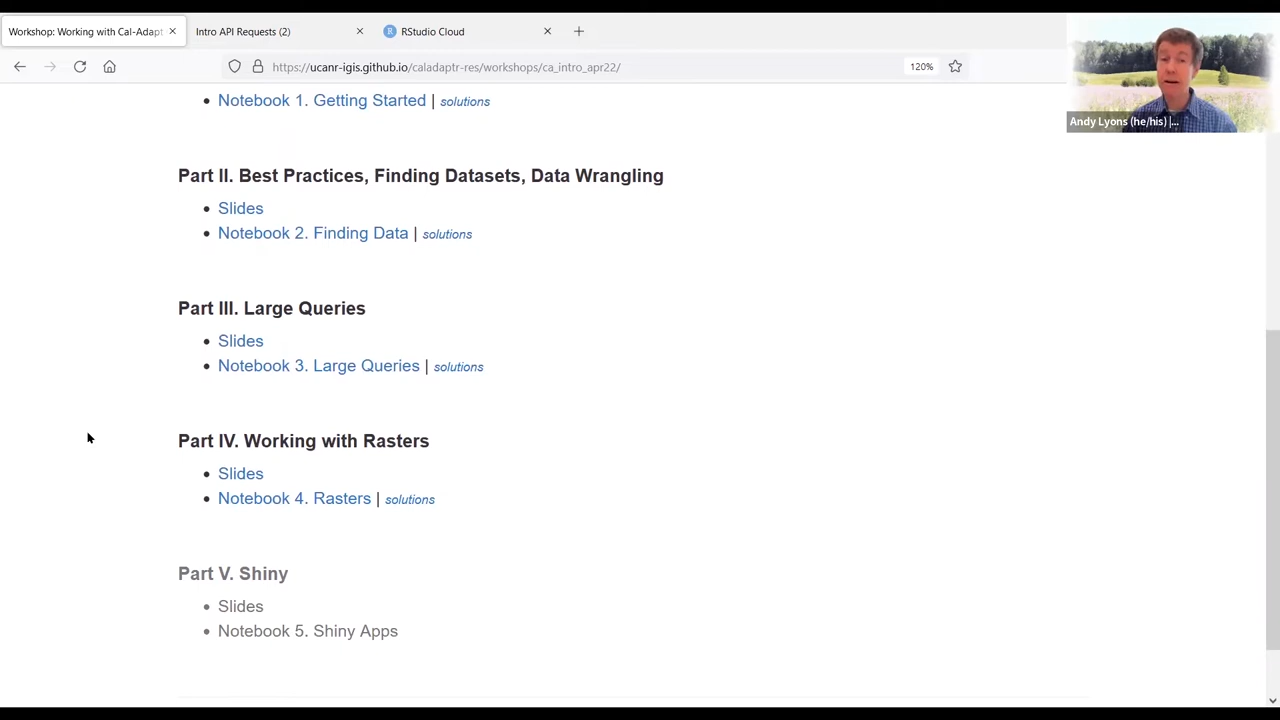 Workshop: Working with Cal-Adapt
Intro API Requests (2)
RStudio Cloud
https://ucanr-igis.github.io/caladaptr-res/workshops/ca_intro_apr22/
120%
Andy Lyons (he/his) |...
• Notebook 1. Getting Started | solutions
Part II. Best Practices, Finding Datasets, Data Wrangling
• Slides
• Notebook 2. Finding Data | solutions
Part III. Large Queries
• Slides
• Notebook 3. Large Queries | solutions
Part IV. Working with Rasters
• Slides
• Notebook 4. Rasters | solutions
Part V. Shiny
• Slides
• Notebook 5. Shiny Apps